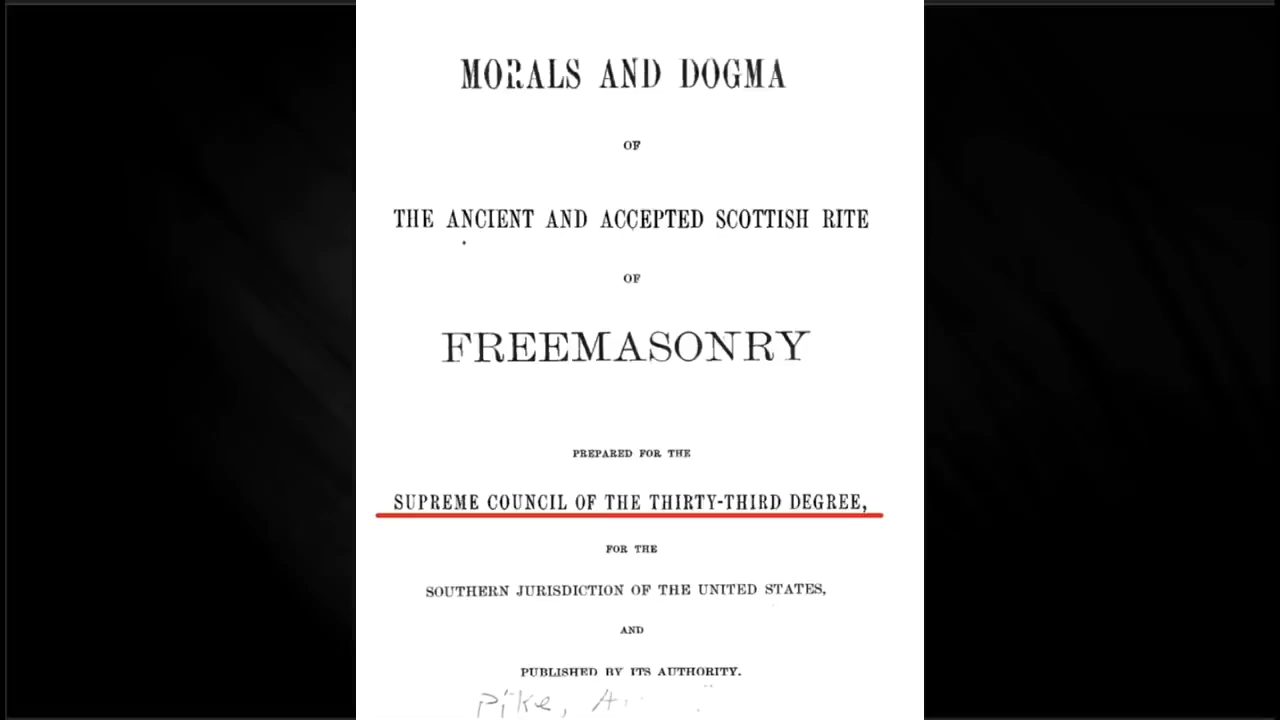 MORALS AND DOGMA
OF
THE ANCIENT AND ACCEPTED SCOTTISH RITE
OF
FREEMASONRY
PREPARED FOR THE
SUPREME COUNCIL OF THE THIRTY-THIRD DEGREE,
FOR THE
SOUTHERN JURISDICTION OF THE UNITED STATES,
AND
PUBLISHED BY ITS AUTHORITY.
Pike, A